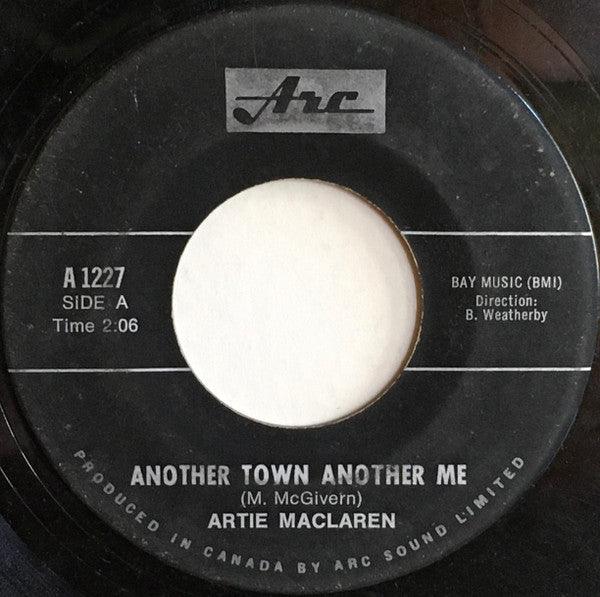 Arc
A 1227
SIDE A
Time 2:06
BAY MUSIC (BMI)
Direction:
B. Weatherby
ANOTHER TOWN ANOTHER ME
(M. McGivern)
ARTIE MACLAREN
PRODUCED IN CANADA BY ARC SOUND LIMITED